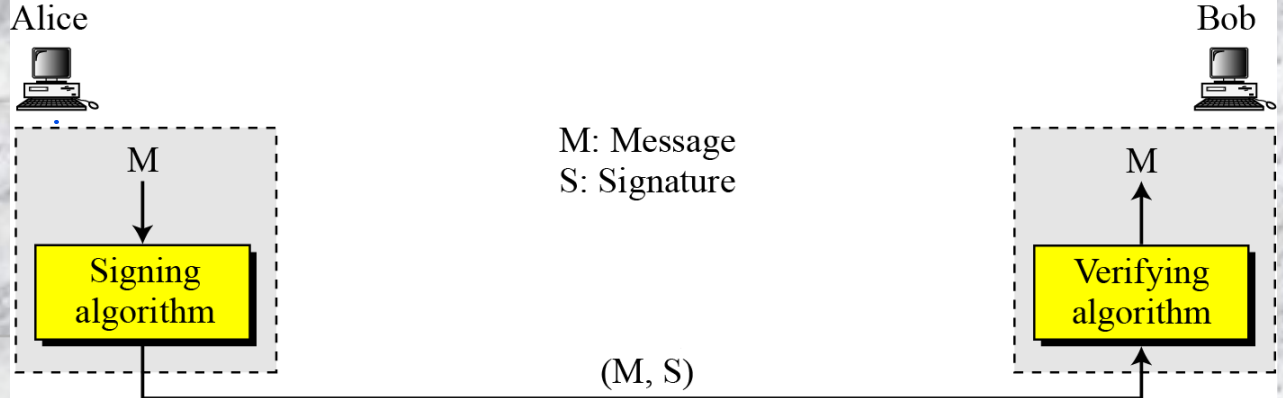 Alice
Bob
M: Message
S: Signature
M
M
Signing
algorithm
Verifying
algorithm
(M, S)